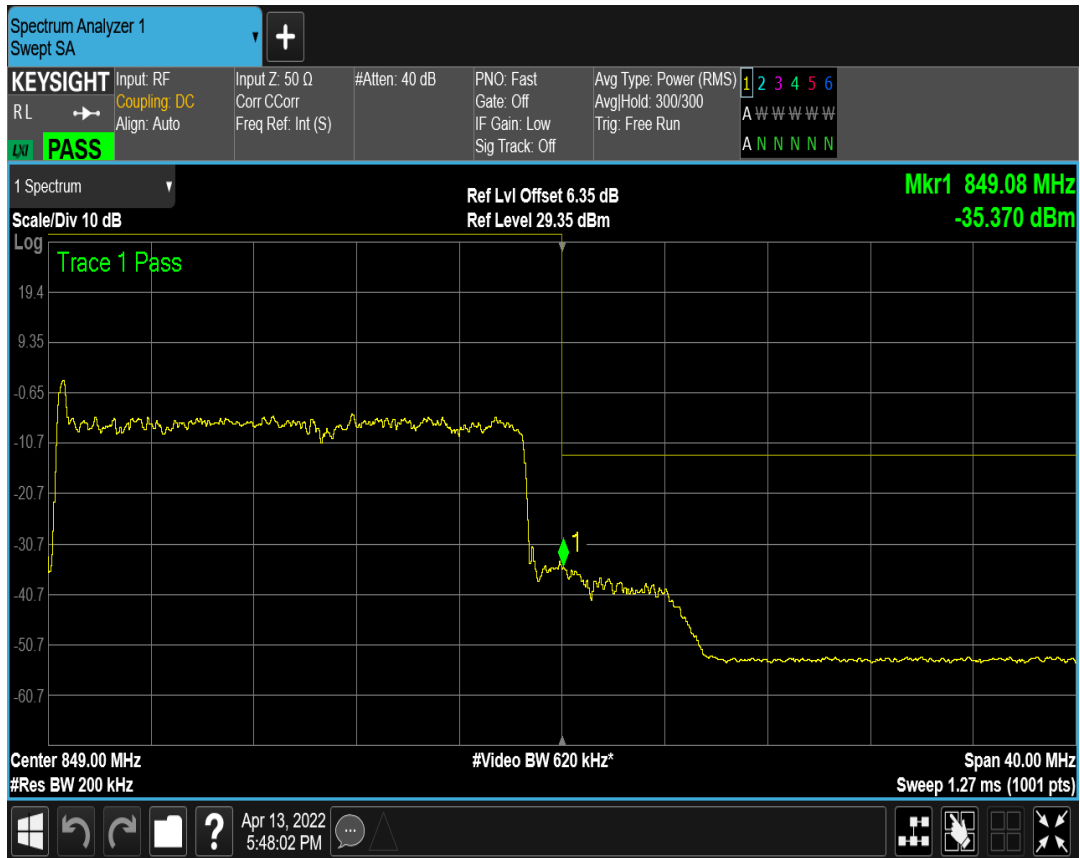 Spectrum Analyzer 1
Swept SA
+
KEYSIGHT
RL
LXI PASS
Input: RF
Coupling: DC
Align: Auto
Input Z: 50 Ω
Corr CCorr
Freq Ref: Int (S)
#Atten: 40 dB
PNO: Fast
Gate: Off
IF Gain: Low
Sig Track: Off
Avg Type: Power (RMS)
Avg|Hold: 300/300
Trig: Free Run
1 2 3 4 5 6
A W W W W W
A N N N N N
1 Spectrum
Scale/Div 10 dB
Ref Lvl Offset 6.35 dB
Ref Level 29.35 dBm
Mkr1 849.08 MHz
-35.370 dBm
Log
Trace 1 Pass
19.4
9.35
-0.65
-10.7
-20.7
-30.7
-40.7
-50.7
-60.7
1
Center 849.00 MHz
#Res BW 200 kHz
#Video BW 620 kHz*
Span 40.00 MHz
Sweep 1.27 ms (1001 pts)
?
Apr 13, 2022
5:48:02 PM